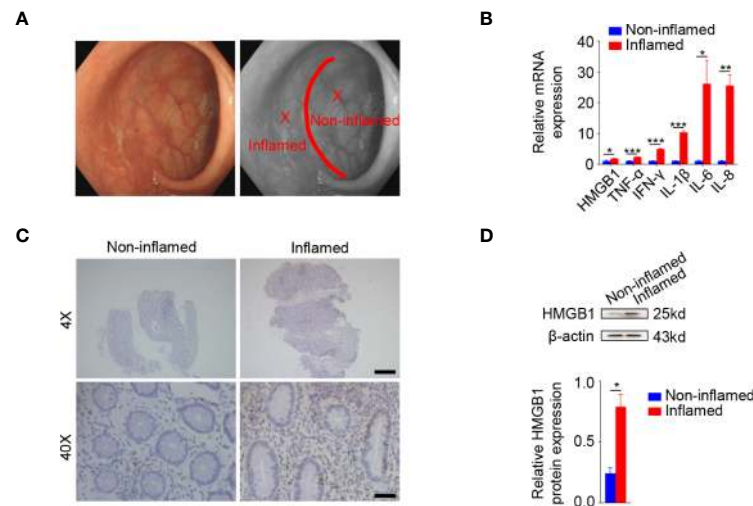 A
X
X
Non-inflamed
Inflamed
B
Non-inflamed
Inflamed
Relative mRNA
expression
40
30
20
10
0
*
***
***
***
*
**
HMGB1
TNF-α
IFN-γ
IL-1β
IL-6
IL-8
C
Non-inflamed
Inflamed
4X
40X
D
Non-inflamed
Inflamed
HMGB1
25kd
β-actin
43kd
Relative HMGB1
protein expression
1.0
0.5
0.0
*
Non-inflamed
Inflamed